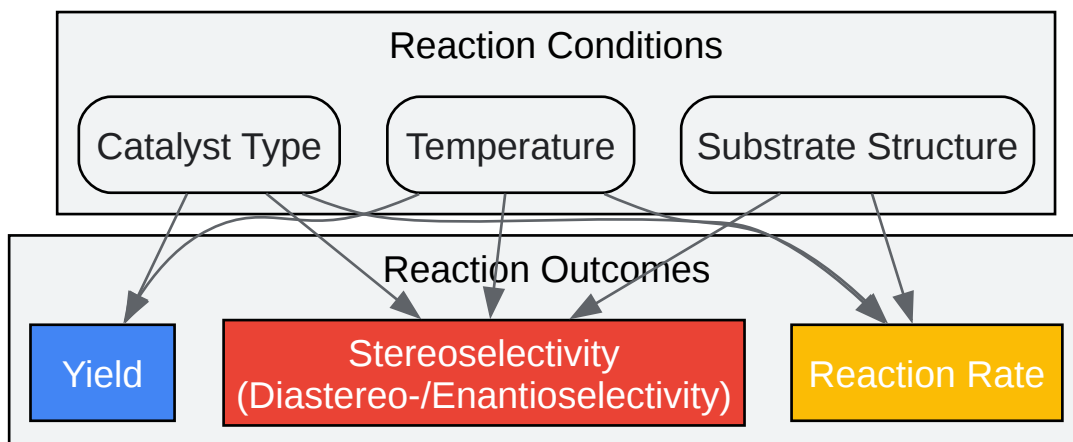 Reaction Conditions
Catalyst Type
Temperature
Substrate Structure
Reaction Outcomes
Yield
Stereoselectivity
(Diastereo-/Enantioselectivity)
Reaction Rate